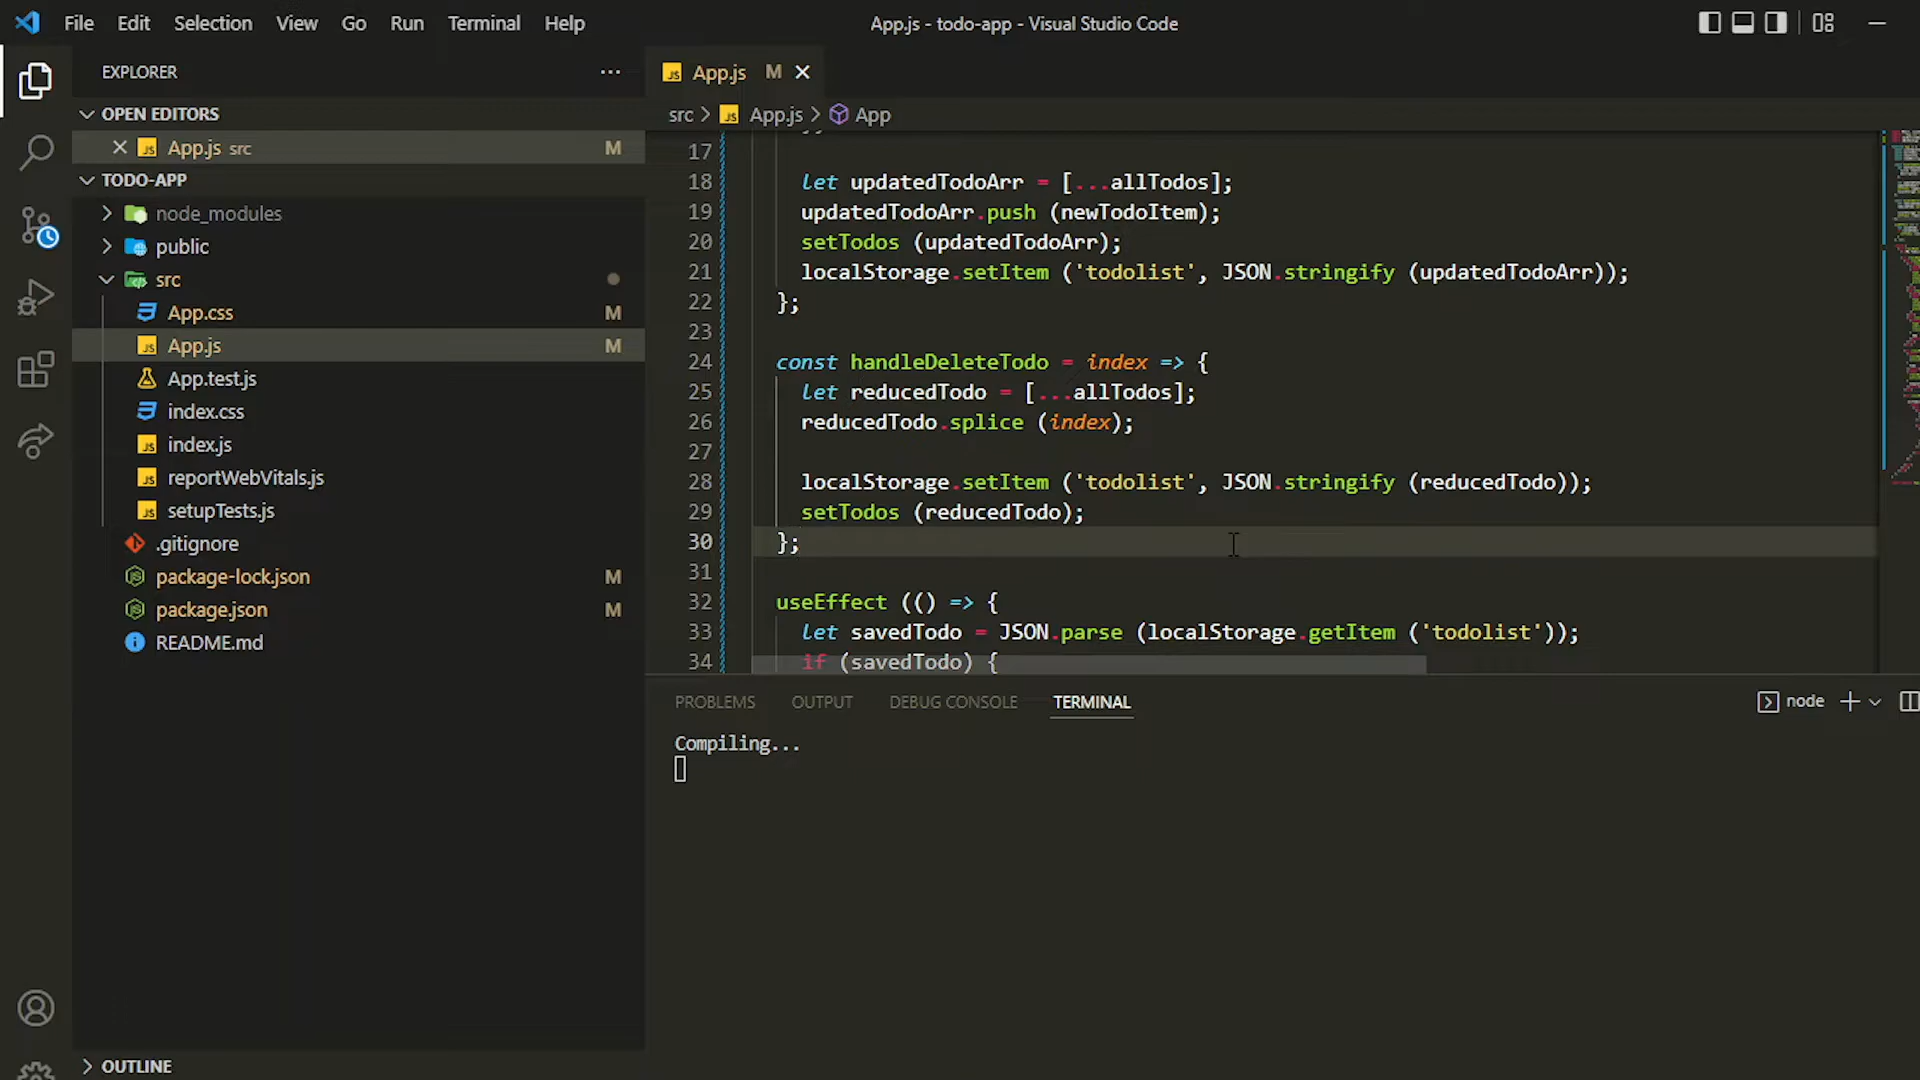 File Edit Selection View Go Run Terminal Help
App.js - todo-app - Visual Studio Code
EXPLORER
OPEN EDITORS
App.js src M
TODO-APP
node_modules
public
src
App.css M
App.js M
App.test.js
index.css
index.js
reportWebVitals.js
setupTests.js
.gitignore
package-lock.json M
package.json M
README.md
OUTLINE
App.js M
src > App.js > App
17
18 let updatedTodoArr = [...allTodos];
19 updatedTodoArr.push (newTodoItem);
20 setTodos (updatedTodoArr);
21 localStorage.setItem ('todolist', JSON.stringify (updatedTodoArr));
22 };
23
24 const handleDeleteTodo = index => {
25 let reducedTodo = [...allTodos];
26 reducedTodo.splice (index);
27
28 localStorage.setItem ('todolist', JSON.stringify (reducedTodo));
29 setTodos (reducedTodo);
30 };
31
32 useEffect (() => {
33 let savedTodo = JSON.parse (localStorage.getItem ('todolist'));
34 if (savedTodo) {
PROBLEMS OUTPUT DEBUG CONSOLE TERMINAL
node
Compiling...